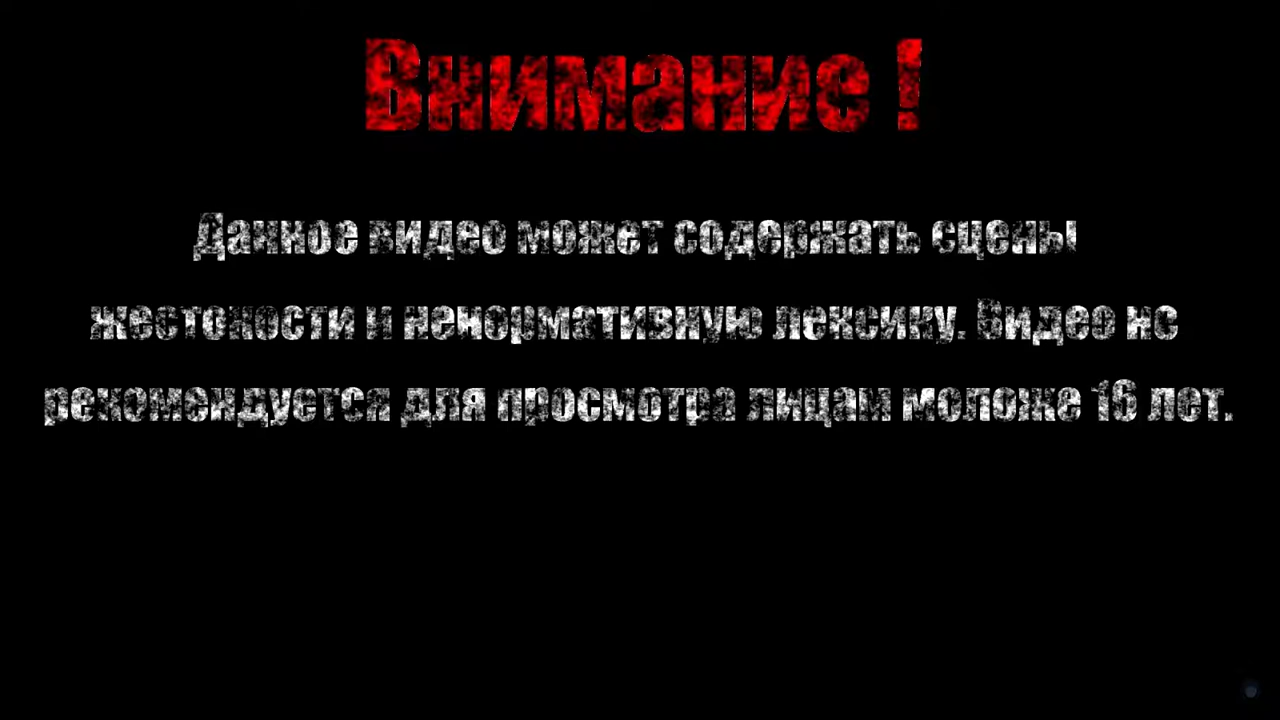 Внимание !
Данное видео может содержать сцены
жестокости и ненормативную лексику. Видео не
рекомендуется для просмотра лицам моложе 16 лет.